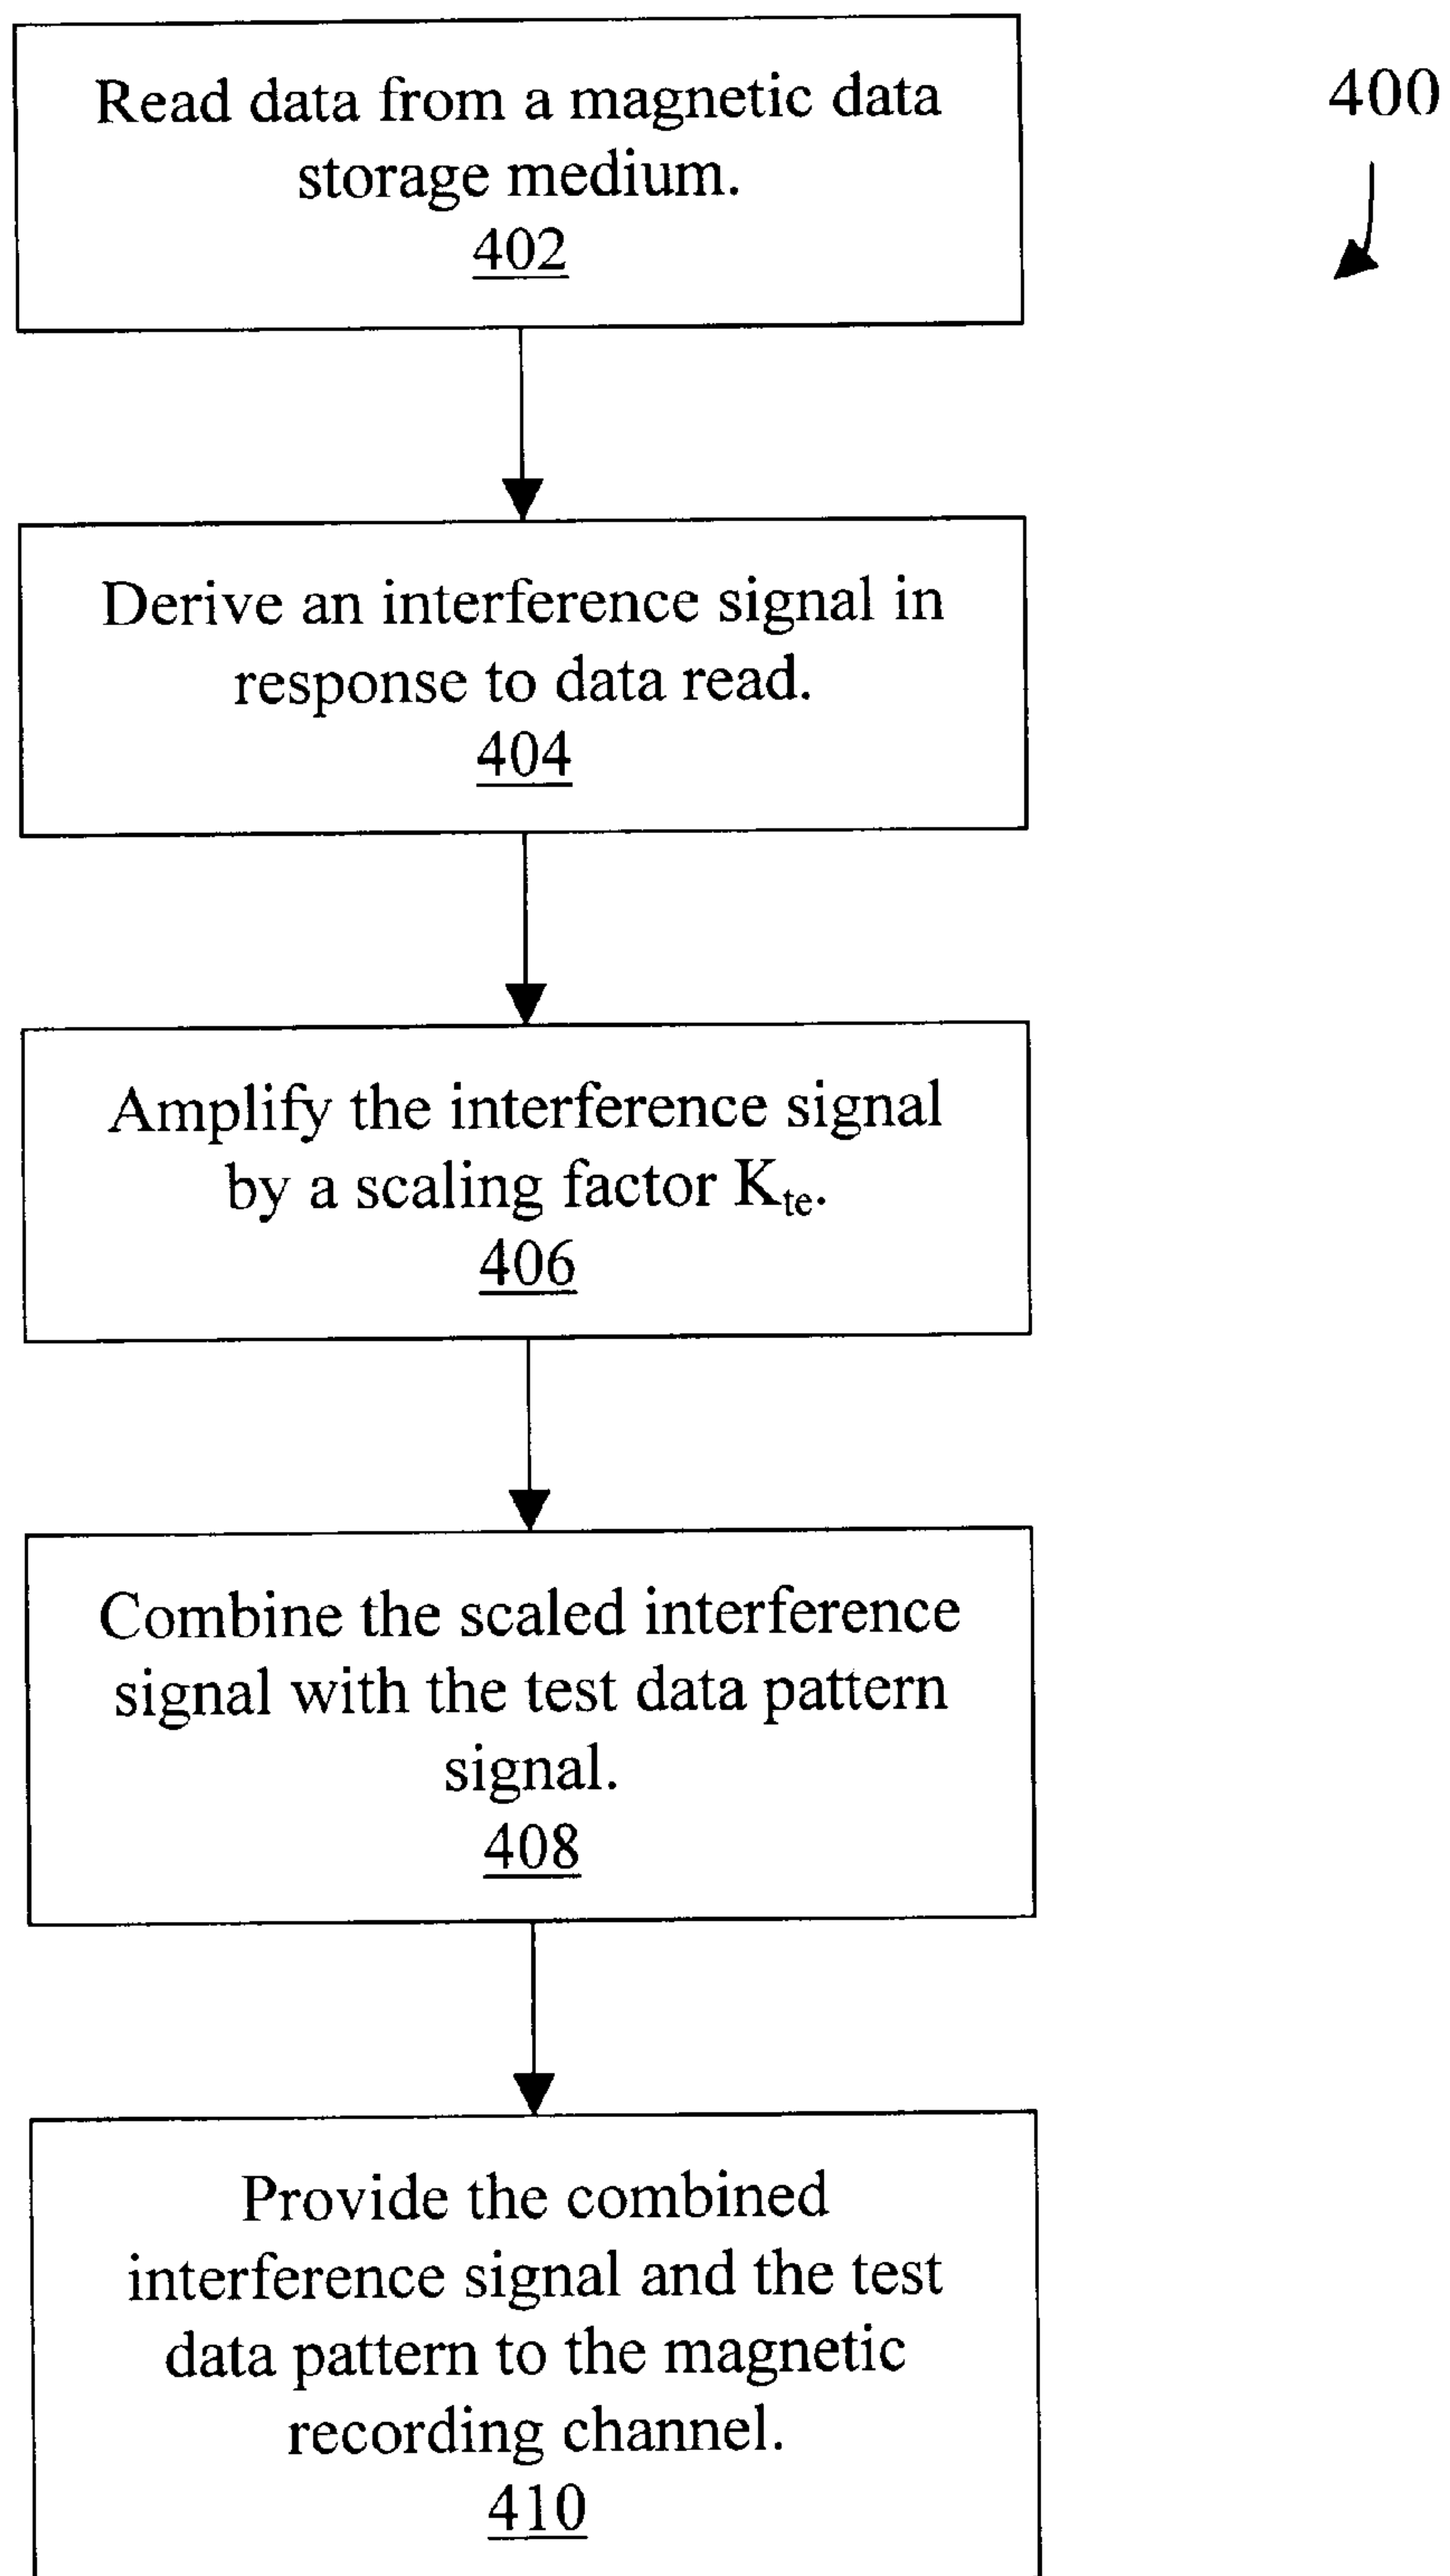 Read data from a magnetic data
storage medium.
402
400
Derive an interference signal in
response to data read.
404
Amplify the interference signal
by a scaling factor Kte.
406
Combine the scaled interference
signal with the test data pattern
signal.
408
Provide the combined
interference signal and the test
data pattern to the magnetic
recording channel.
410